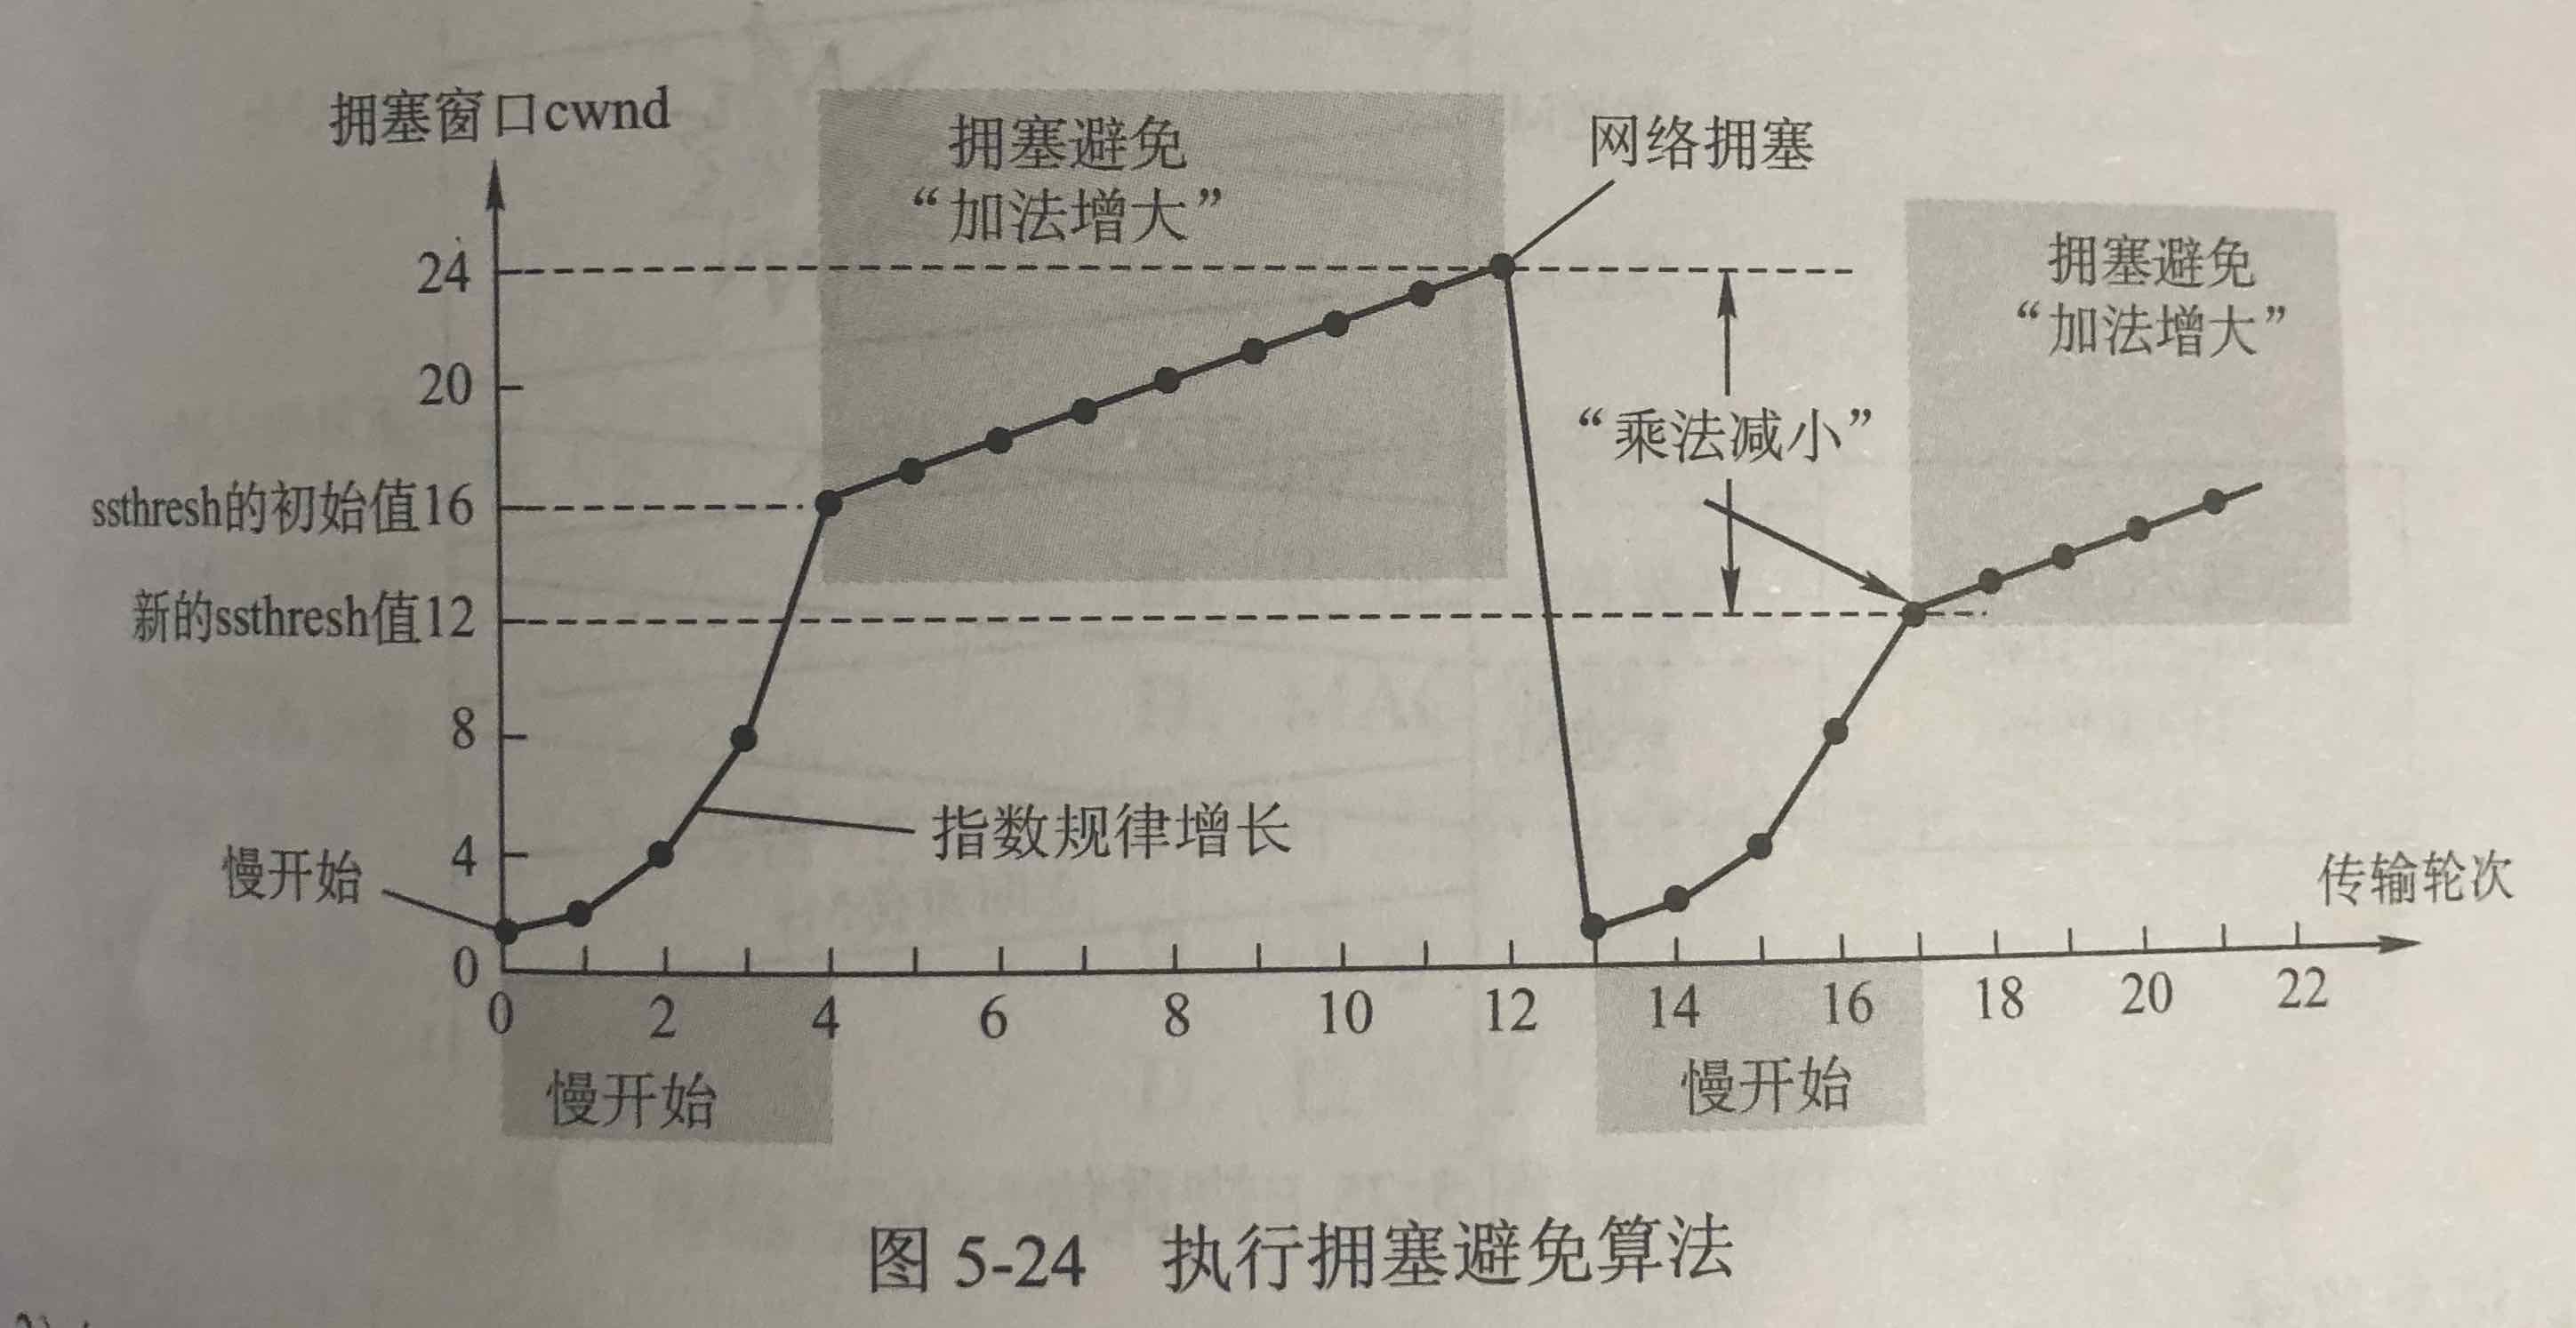 拥塞窗口cwnd
拥塞避免
“加法增大”
网络拥塞
拥塞避免
“加法增大”
24
20
“乘法减小”
ssthresh的初始值16
新的ssthresh值12
8
指数规律增长
4
慢开始
传输轮次
0
0 2 4 6 8 10 12 14 16 18 20 22
慢开始
慢开始
图 5-24 执行拥塞避免算法